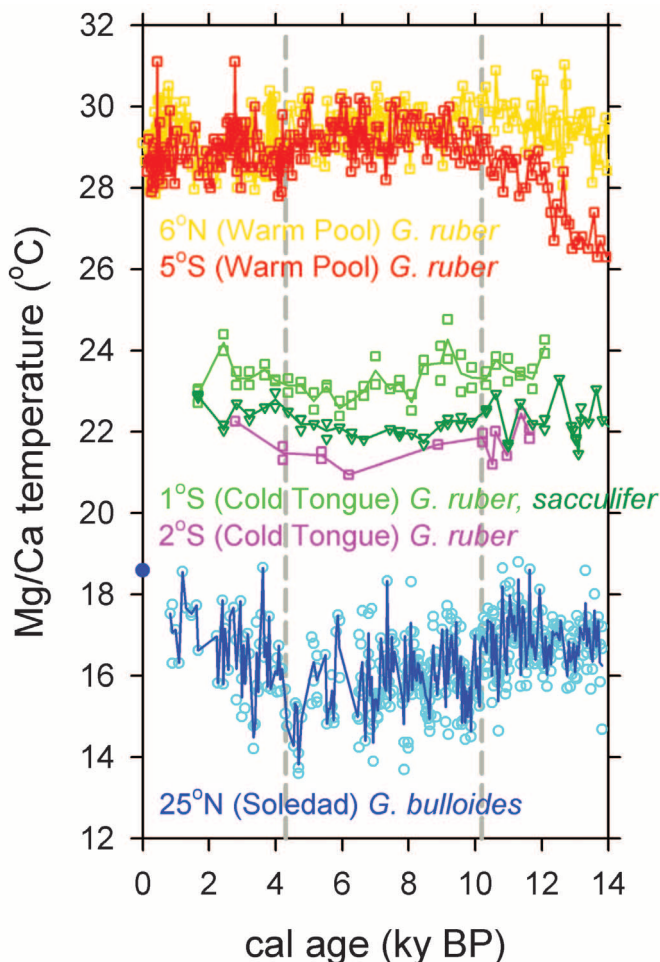 32
30
28
6°N (Warm Pool) G. ruber
5°S (Warm Pool) G. ruber
26
24
22
1°S (Cold Tongue) G. ruber, sacculifer
20
2°S (Cold Tongue) G. ruber
18
16
14
25°N (Soledad) G. bulloides
12
Mg/Ca temperature (°C)
0 2 4 6 8 10 12 14
cal age (ky BP)